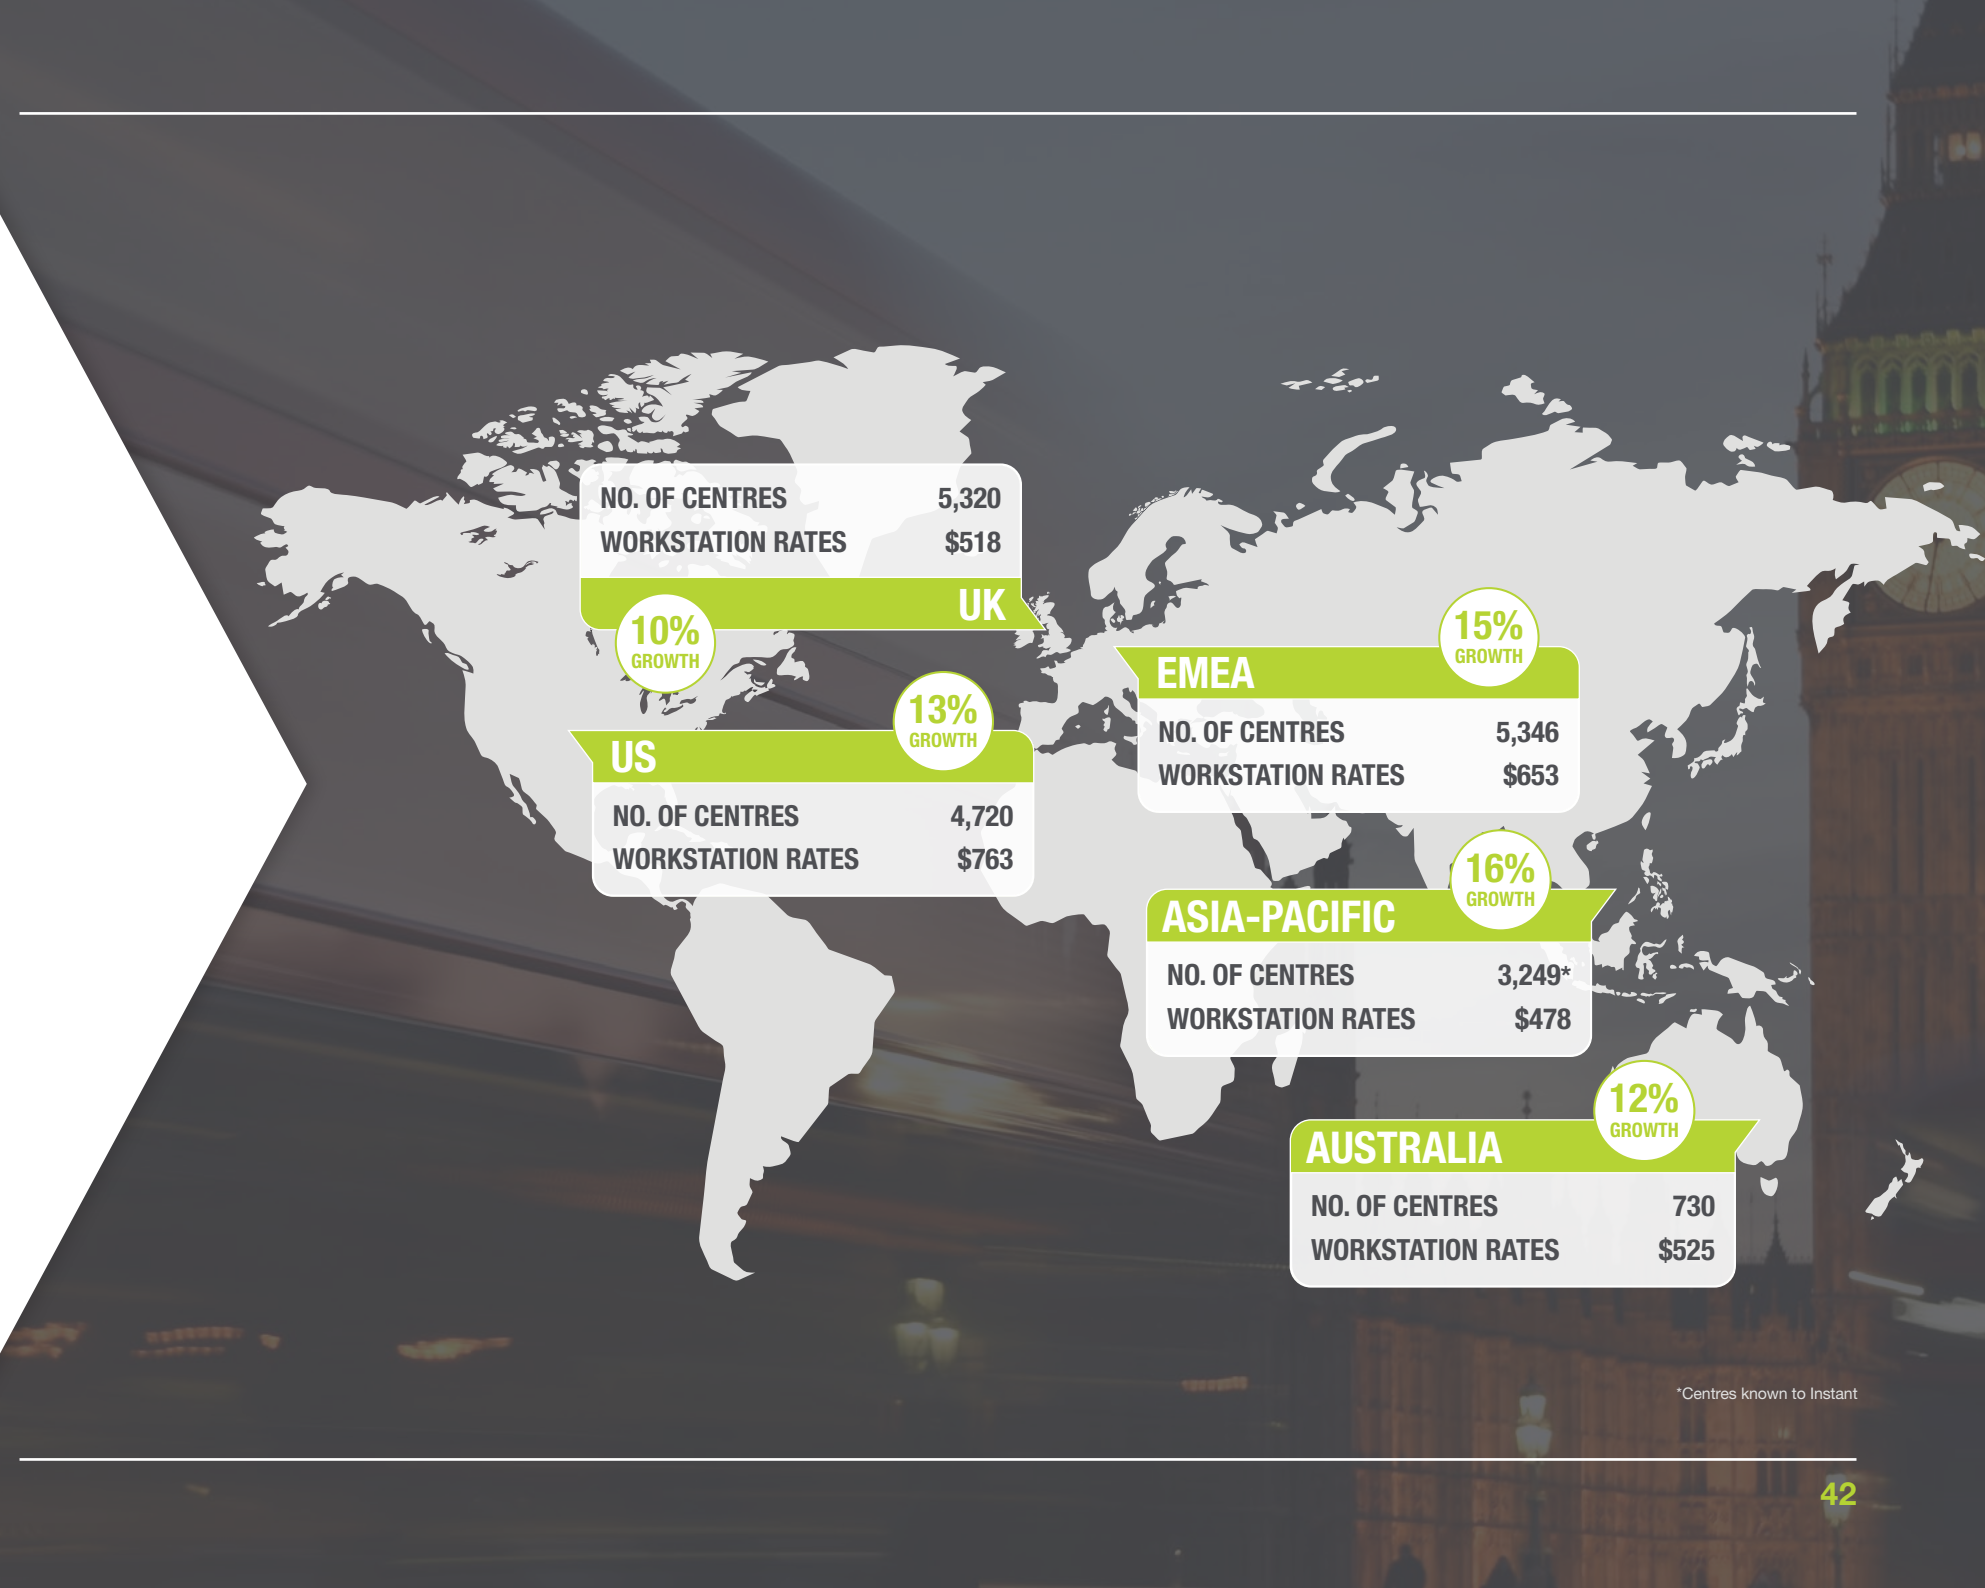 NO. OF CENTRES 5,320
WORKSTATION RATES $518
UK
10%
GROWTH
13%
GROWTH
US
NO. OF CENTRES 4,720
WORKSTATION RATES $763
15%
GROWTH
EMEA
NO. OF CENTRES 5,346
WORKSTATION RATES $653
16%
GROWTH
ASIA-PACIFIC
NO. OF CENTRES 3,249*
WORKSTATION RATES $478
12%
GROWTH
AUSTRALIA
NO. OF CENTRES 730
WORKSTATION RATES $525
*Centres known to Instant
42